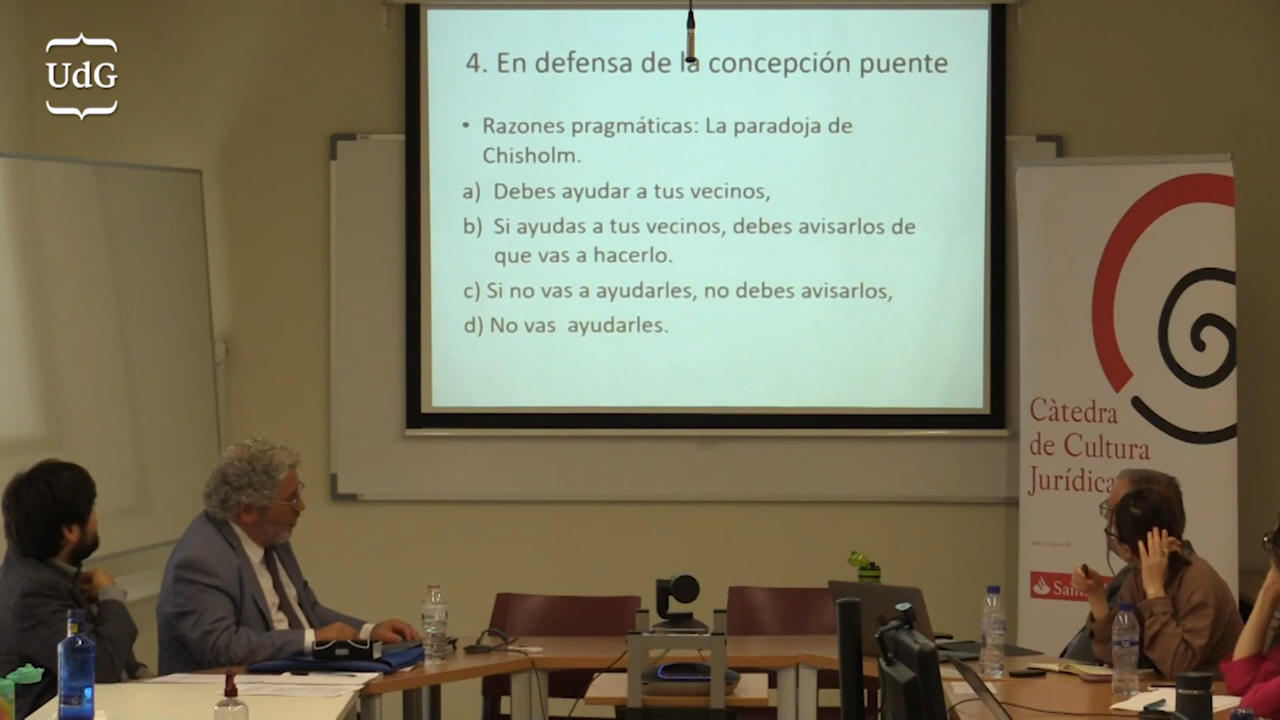 UdG
4. En defensa de la concepción puente
• Razones pragmáticas: La paradoja de
Chisholm.
a) Debes ayudar a tus vecinos,
b) Si ayudas a tus vecinos, debes avisarlos de
que vas a hacerlo.
c) Si no vas a ayudarles, no debes avisarlos,
d) No vas ayudarles.
Càtedra
de Cultura
Jurídica